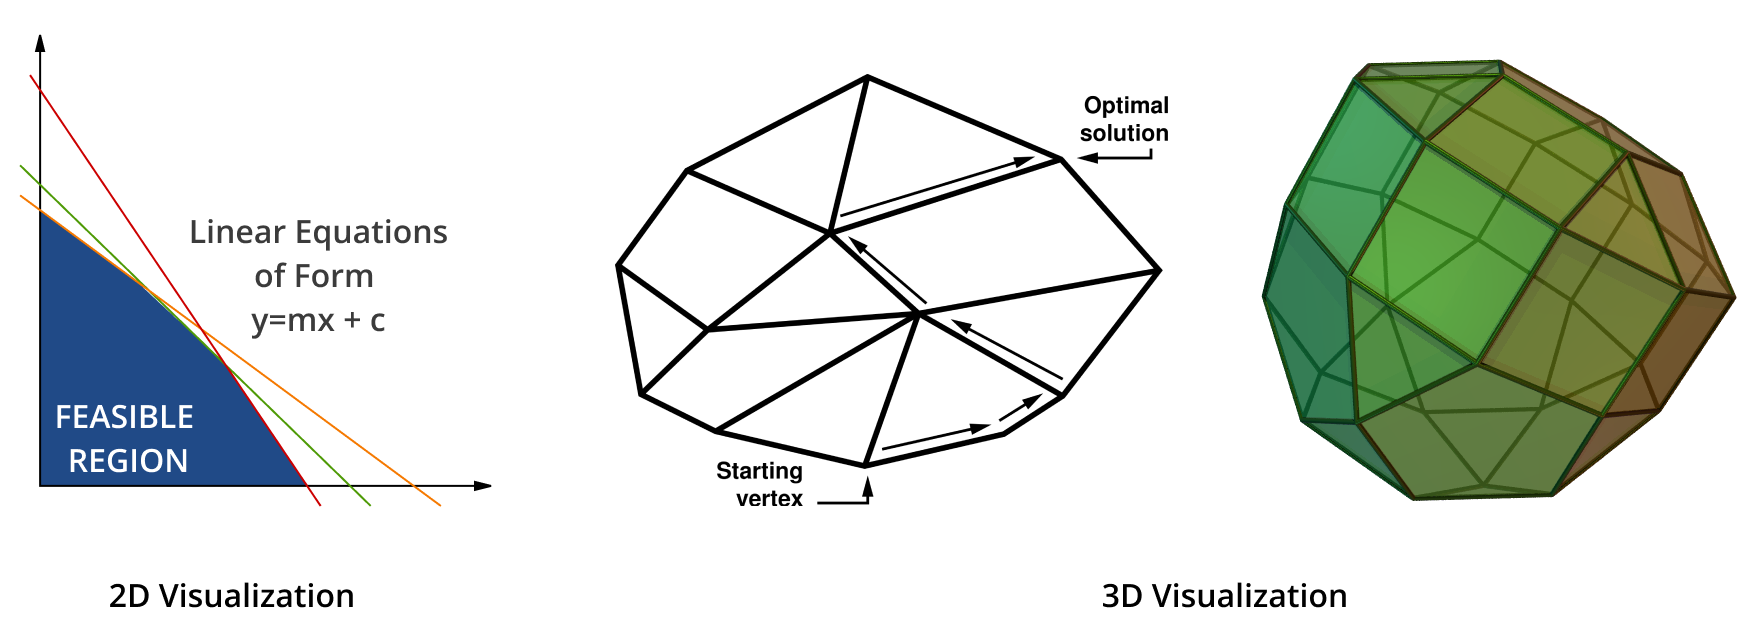 Linear Equations
of Form
y=mx + c
FEASIBLE
REGION
2D Visualization
Optimal
solution
Starting
vertex
3D Visualization